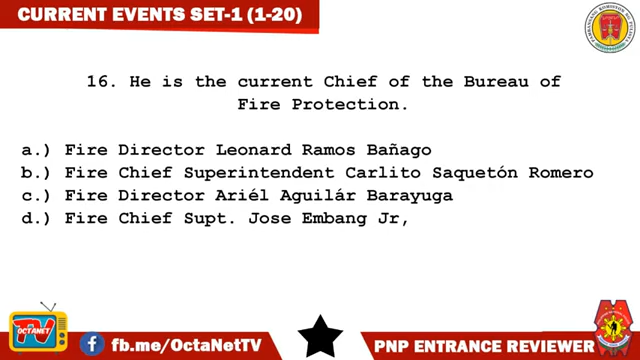 CURRENT EVENTS SET-1 (1-20)
16. He is the current Chief of the Bureau of
Fire Protection.
a.) Fire Director Leonard Ramos Bañago
b.) Fire Chief Superintendent Carlito Saquetón Romero
c.) Fire Director Ariél Aguilár Barayuga
d.) Fire Chief Supt. Jose Embang Jr,
TV
OCTANET
fb.me/OctaNetTV
PNP ENTRANCE REVIEWER